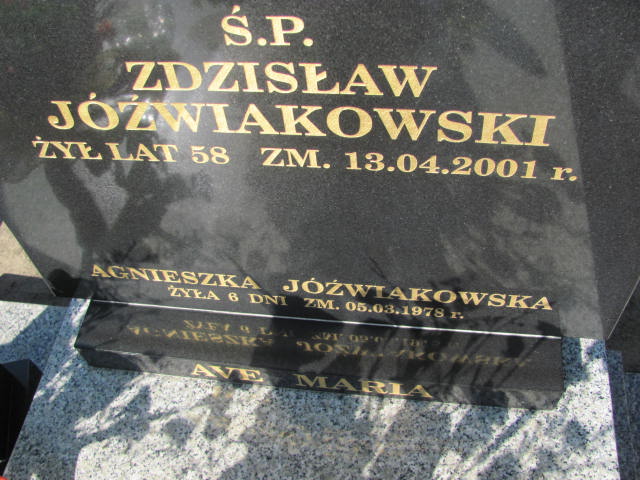 Ś.P.
ZDZISŁAW
JÓŹWIAKOWSKI
ŻYŁ LAT 58 ZM. 13.04.2001 r.
AGNIESZKA JÓŹWIAKOWSKA
ŻYŁA 6 DNI ZM. 05.03.1978 r.
AVE MARIA